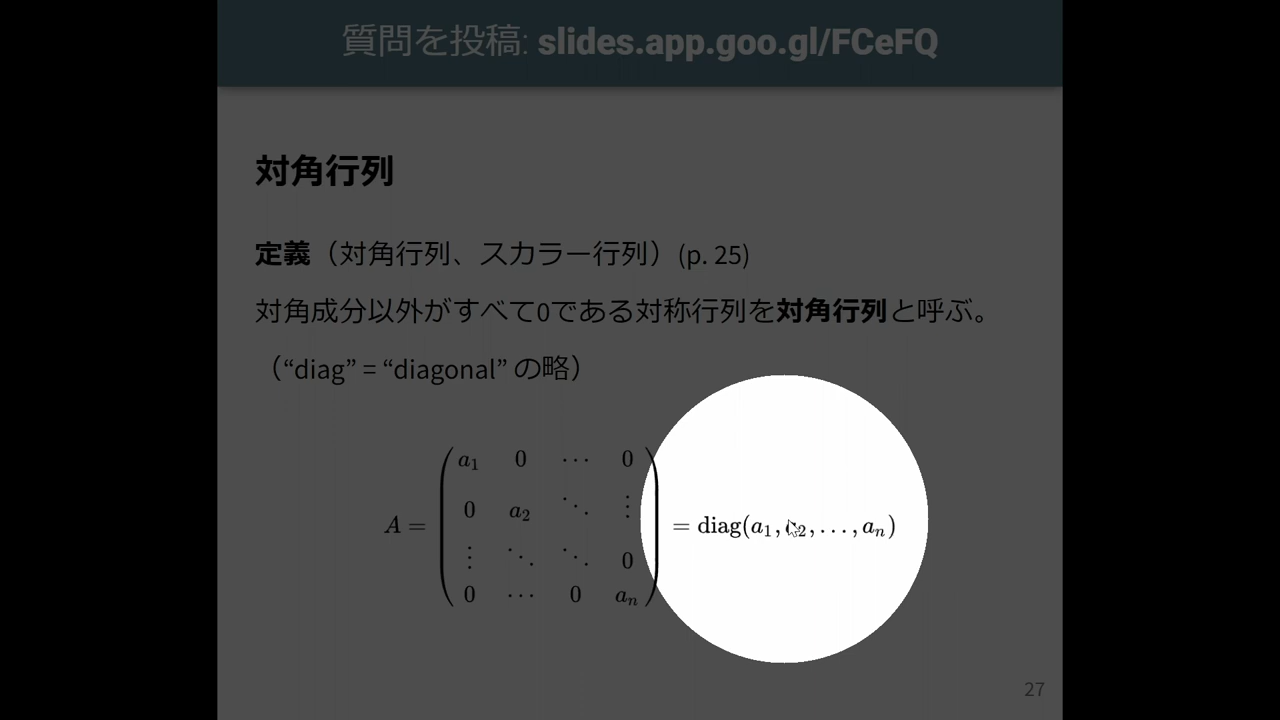 質問を投稿: slides.app.goo.gl/FCeFQ
対角行列
定義（対角行列、スカラー行列）(p. 25)
対角成分以外がすべて0である対称行列を対角行列と呼ぶ。
（“diag” = “diagonal” の略）
a₁ 0 ⋯ 0
0 a₂ ⋱ ⋮
A = = diag(a₁, a₂, …, aₙ)
⋮ ⋱ ⋱ 0
0 ⋯ 0 aₙ
27